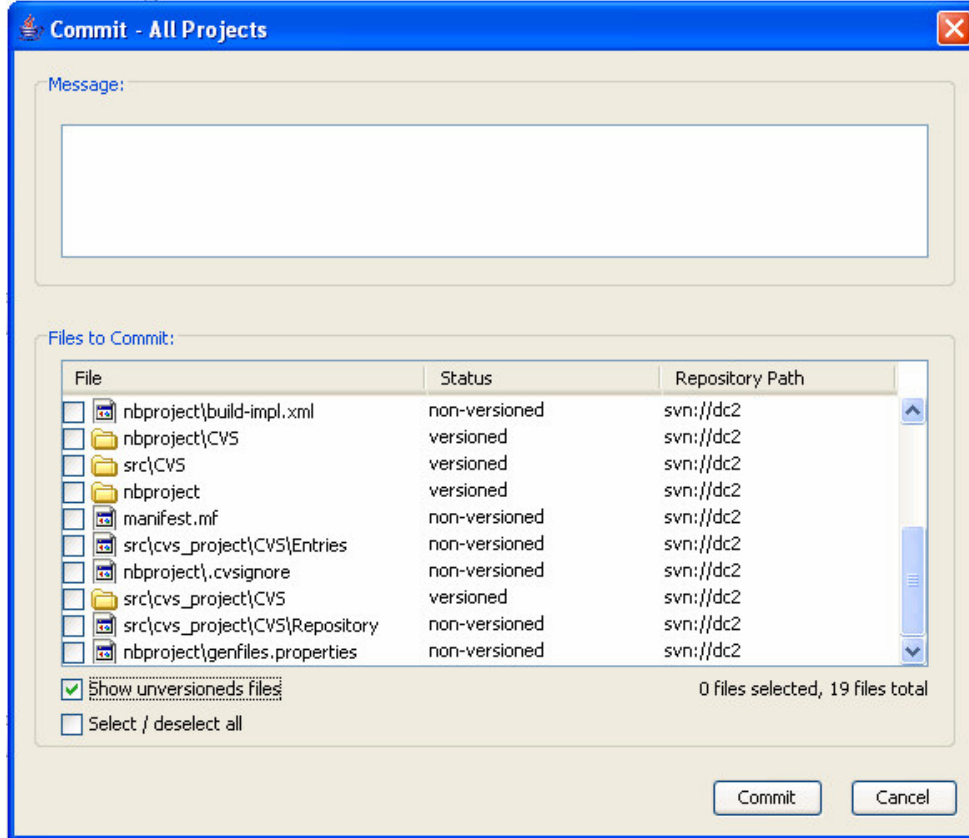 Commit - All Projects
Message:
Files to Commit:
File Status Repository Path
nbproject\build-impl.xml non-versioned svn://dc2
nbproject\CVS versioned svn://dc2
src\CVS versioned svn://dc2
nbproject versioned svn://dc2
manifest.mf non-versioned svn://dc2
src\cvs_project\CVS\Entries non-versioned svn://dc2
nbproject\.cvsignore non-versioned svn://dc2
src\cvs_project\CVS versioned svn://dc2
src\cvs_project\CVS\Repository non-versioned svn://dc2
nbproject\genfiles.properties non-versioned svn://dc2
Show unversioneds files 0 files selected, 19 files total
Select / deselect all
Commit Cancel